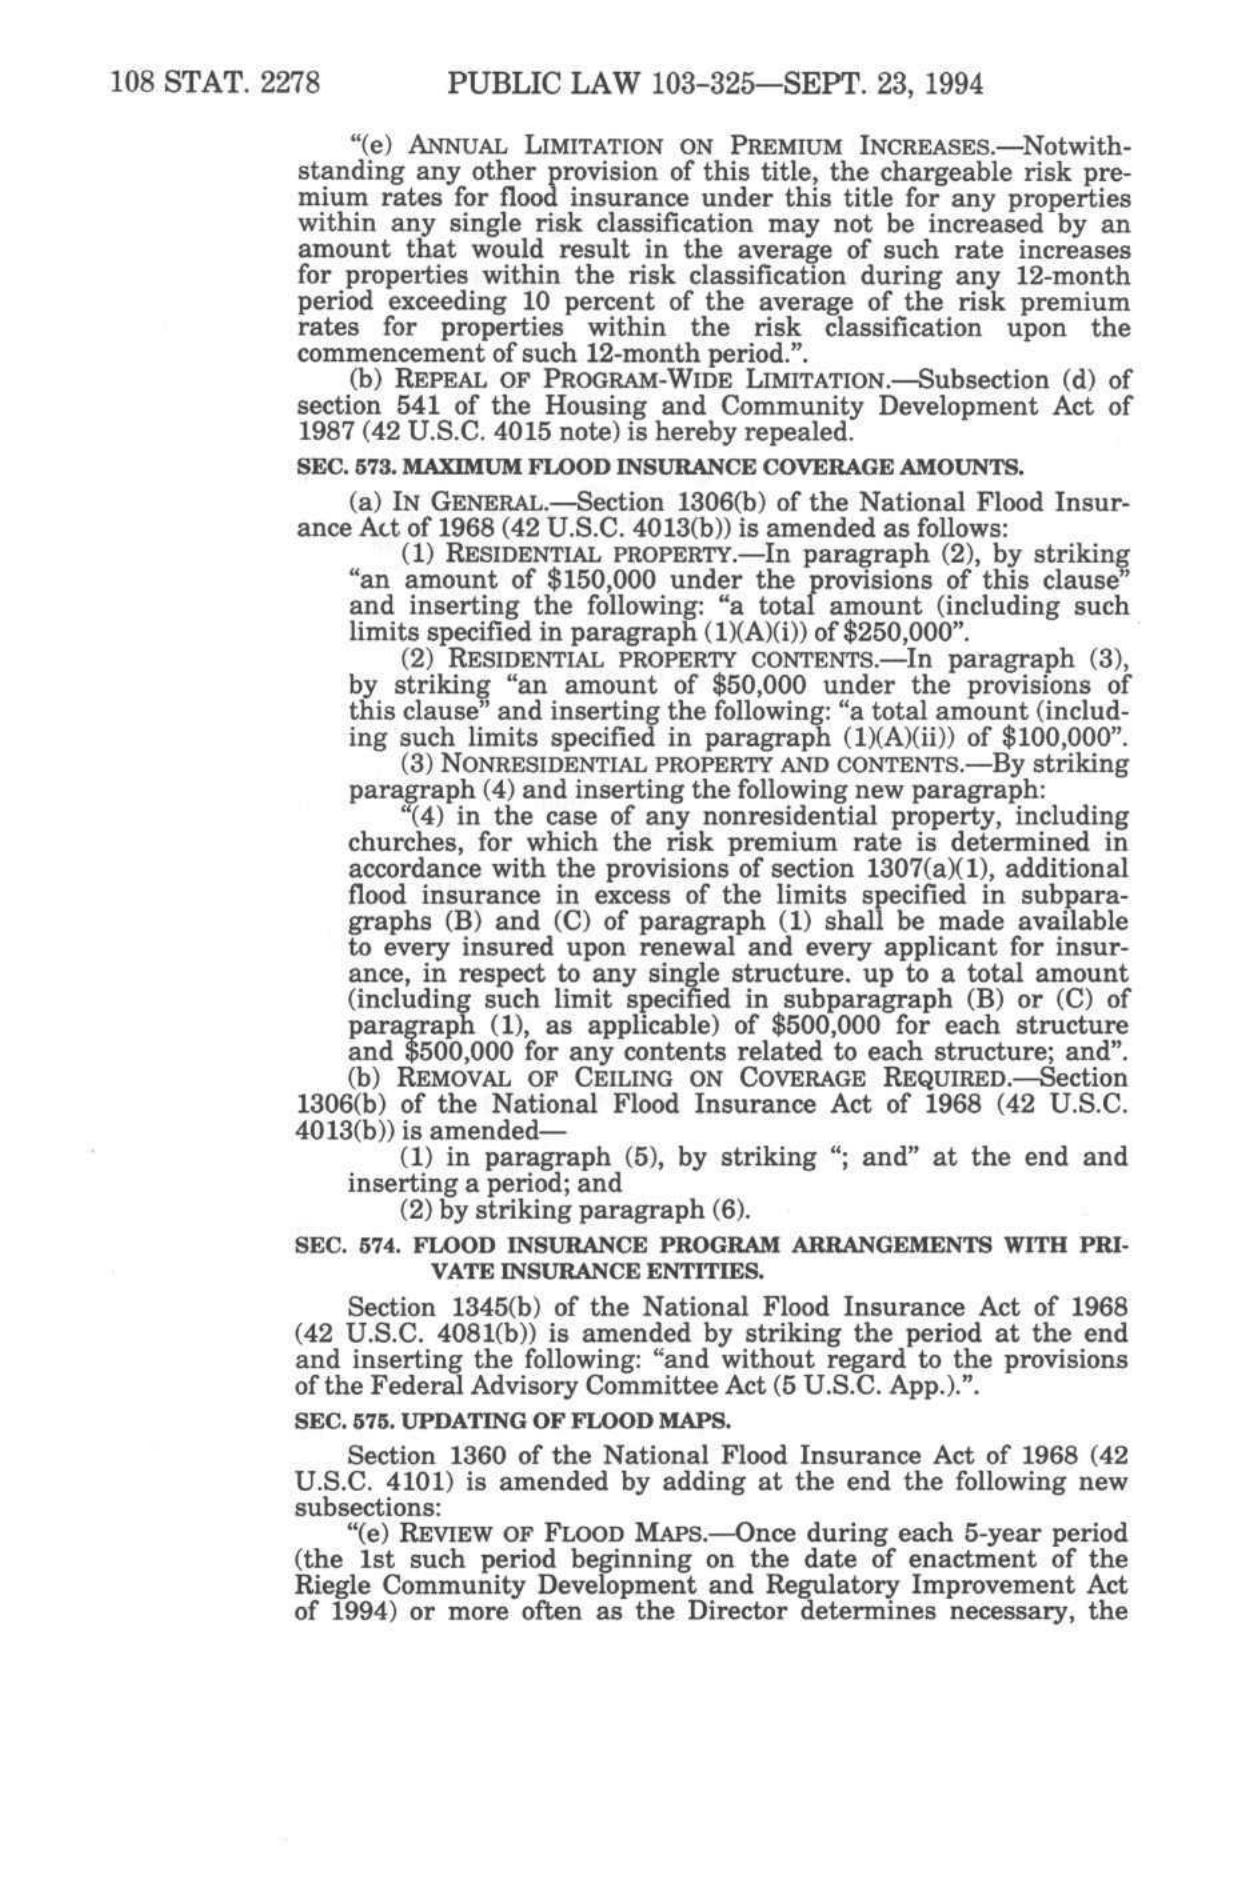 108 STAT. 2278 PUBLIC LAW 103–325—SEPT. 23, 1994
“(e) ANNUAL LIMITATION ON PREMIUM INCREASES.—Notwith-
standing any other provision of this title, the chargeable risk pre-
mium rates for flood insurance under this title for any properties
within any single risk classification may not be increased by an
amount that would result in the average of such rate increases
for properties within the risk classification during any 12-month
period exceeding 10 percent of the average of the risk premium
rates for properties within the risk classification upon the
commencement of such 12-month period.”.
(b) REPEAL OF PROGRAM-WIDE LIMITATION.—Subsection (d) of
section 541 of the Housing and Community Development Act of
1987 (42 U.S.C. 4015 note) is hereby repealed.
SEC. 573. MAXIMUM FLOOD INSURANCE COVERAGE AMOUNTS.
(a) IN GENERAL.—Section 1306(b) of the National Flood Insur-
ance Act of 1968 (42 U.S.C. 4013(b)) is amended as follows:
(1) RESIDENTIAL PROPERTY.—In paragraph (2), by striking
“an amount of $150,000 under the provisions of this clause”
and inserting the following: “a total amount (including such
limits specified in paragraph (1)(A)(i)) of $250,000”.
(2) RESIDENTIAL PROPERTY CONTENTS.—In paragraph (3),
by striking “an amount of $50,000 under the provisions of
this clause” and inserting the following: “a total amount (includ-
ing such limits specified in paragraph (1)(A)(ii)) of $100,000”.
(3) NONRESIDENTIAL PROPERTY AND CONTENTS.—By striking
paragraph (4) and inserting the following new paragraph:
“(4) in the case of any nonresidential property, including
churches, for which the risk premium rate is determined in
accordance with the provisions of section 1307(a)(1), additional
flood insurance in excess of the limits specified in subpara-
graphs (B) and (C) of paragraph (1) shall be made available
to every insured upon renewal and every applicant for insur-
ance, in respect to any single structure. up to a total amount
(including such limit specified in subparagraph (B) or (C) of
paragraph (1), as applicable) of $500,000 for each structure
and $500,000 for any contents related to each structure; and”.
(b) REMOVAL OF CEILING ON COVERAGE REQUIRED.—Section
1306(b) of the National Flood Insurance Act of 1968 (42 U.S.C.
4013(b)) is amended—
(1) in paragraph (5), by striking “; and” at the end and
inserting a period; and
(2) by striking paragraph (6).
SEC. 574. FLOOD INSURANCE PROGRAM ARRANGEMENTS WITH PRI-
VATE INSURANCE ENTITIES.
Section 1345(b) of the National Flood Insurance Act of 1968
(42 U.S.C. 4081(b)) is amended by striking the period at the end
and inserting the following: “and without regard to the provisions
of the Federal Advisory Committee Act (5 U.S.C. App.).”.
SEC. 575. UPDATING OF FLOOD MAPS.
Section 1360 of the National Flood Insurance Act of 1968 (42
U.S.C. 4101) is amended by adding at the end the following new
subsections:
“(e) REVIEW OF FLOOD MAPS.—Once during each 5-year period
(the 1st such period beginning on the date of enactment of the
Riegle Community Development and Regulatory Improvement Act
of 1994) or more often as the Director determines necessary, the